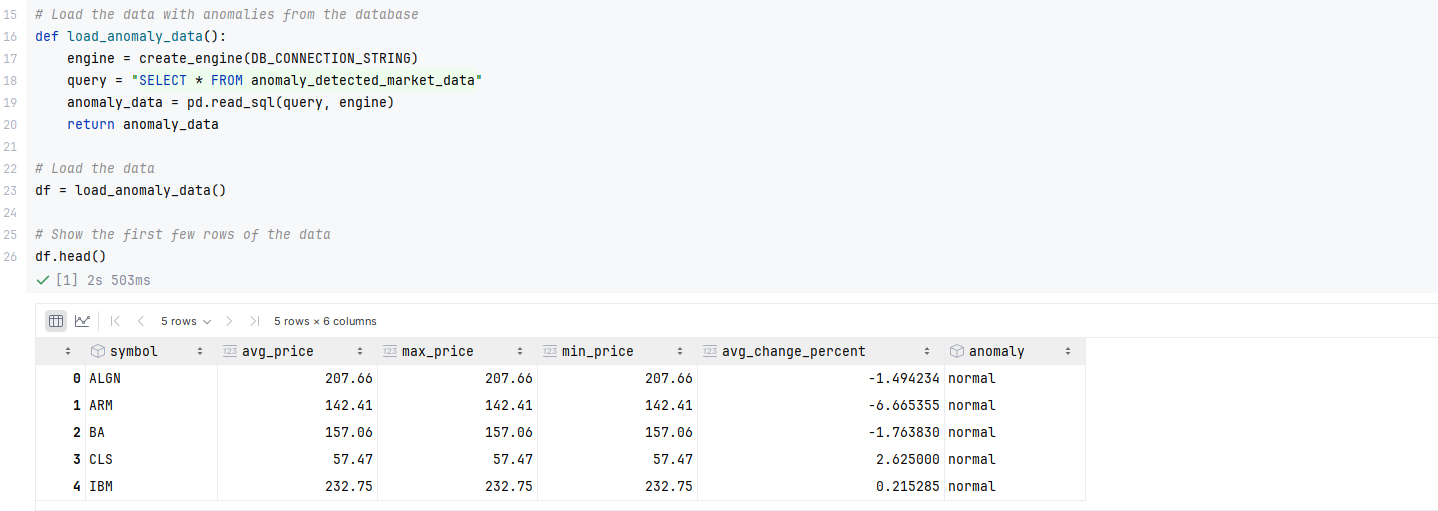 15 # Load the data with anomalies from the database
16 def load_anomaly_data():
17 engine = create_engine(DB_CONNECTION_STRING)
18 query = "SELECT * FROM anomaly_detected_market_data"
19 anomaly_data = pd.read_sql(query, engine)
20 return anomaly_data
21
22 # Load the data
23 df = load_anomaly_data()
24
25 # Show the first few rows of the data
26 df.head()
[1] 2s 503ms
5 rows 5 rows × 6 columns
symbol 123 avg_price 123 max_price 123 min_price 123 avg_change_percent anomaly
0 ALGN 207.66 207.66 207.66 -1.494234 normal
1 ARM 142.41 142.41 142.41 -6.665355 normal
2 BA 157.06 157.06 157.06 -1.763830 normal
3 CLS 57.47 57.47 57.47 2.625000 normal
4 IBM 232.75 232.75 232.75 0.215285 normal